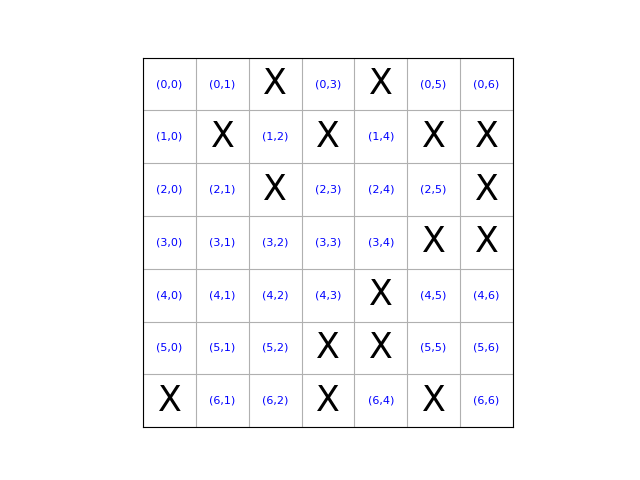 (0,0) (0,1) X (0,3) X (0,5) (0,6)
(1,0) X (1,2) X (1,4) X X
(2,0) (2,1) X (2,3) (2,4) (2,5) X
(3,0) (3,1) (3,2) (3,3) (3,4) X X
(4,0) (4,1) (4,2) (4,3) X (4,5) (4,6)
(5,0) (5,1) (5,2) X X (5,5) (5,6)
X (6,1) (6,2) X (6,4) X (6,6)